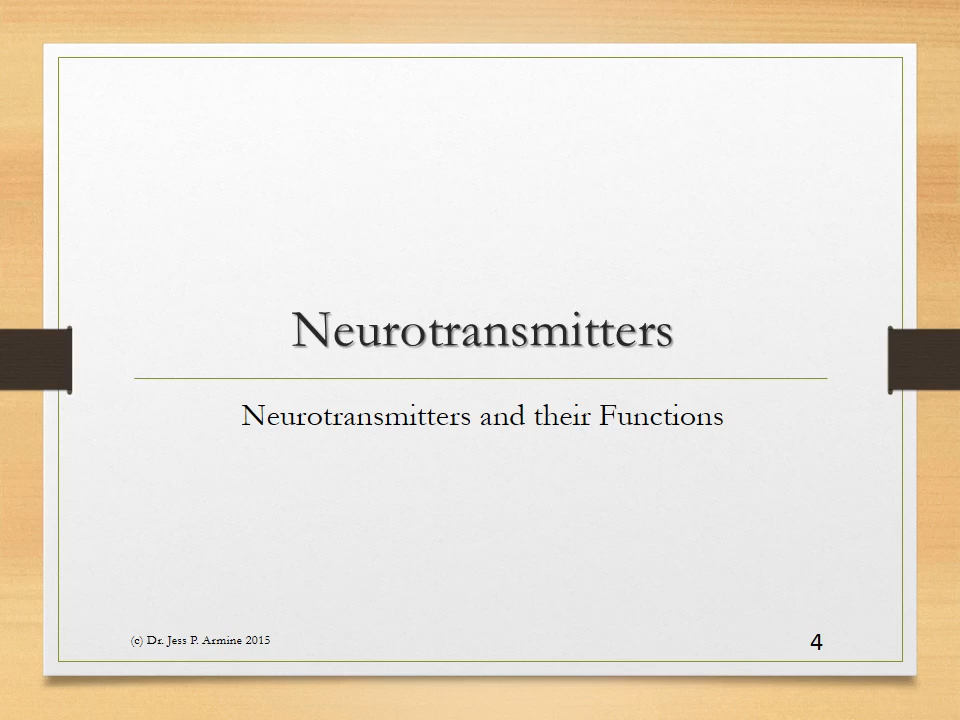 Neurotransmitters
Neurotransmitters and their Functions
(c) Dr. Jess P. Armine 2015
4